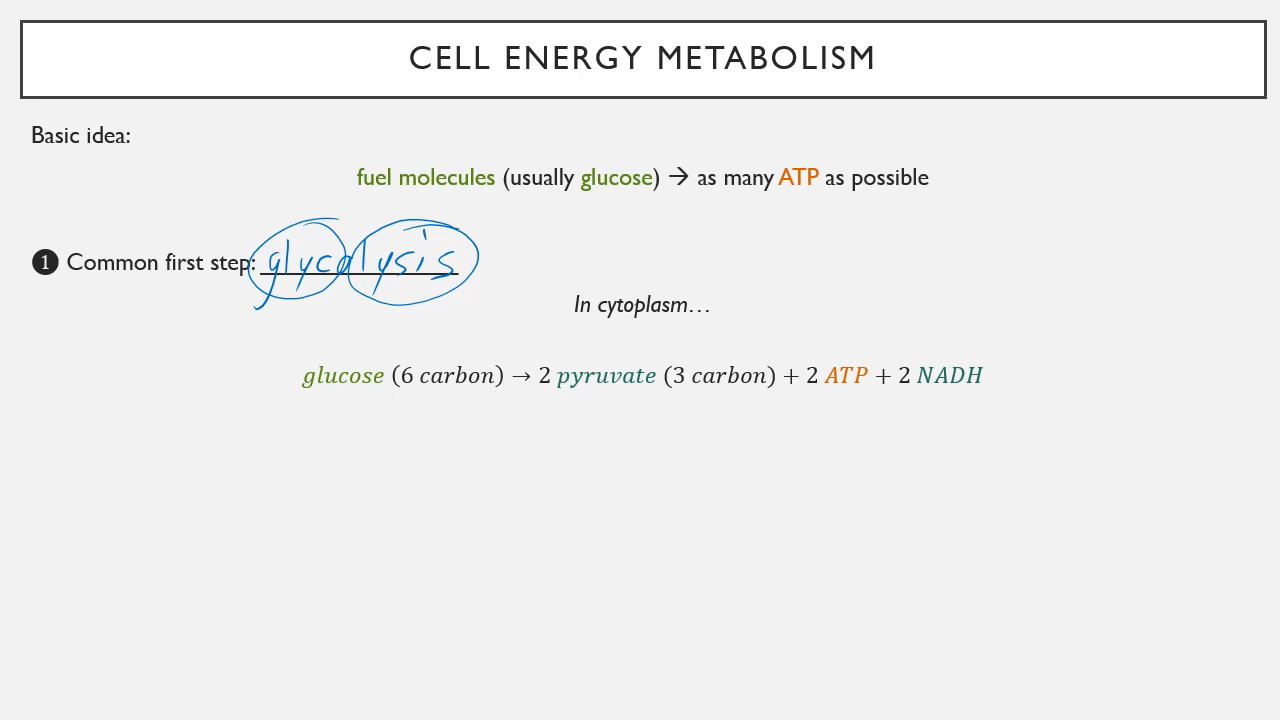 CELL ENERGY METABOLISM
Basic idea:
fuel molecules (usually glucose) → as many ATP as possible
❶ Common first step: glycolysis
In cytoplasm…
glucose (6 carbon) → 2 pyruvate (3 carbon) + 2 ATP + 2 NADH